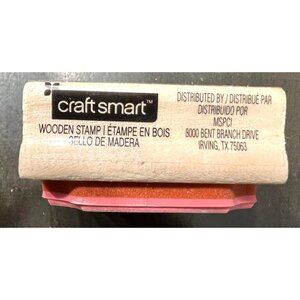 craft smart™
WOODEN STAMP | ÉTAMPE EN BOIS
SELLO DE MADERA
DISTRIBUTED BY / DISTRIBUÉ PAR
DISTRIBUIDO POR
MSPCI
8000 BENT BRANCH DRIVE
IRVING, TX 75063